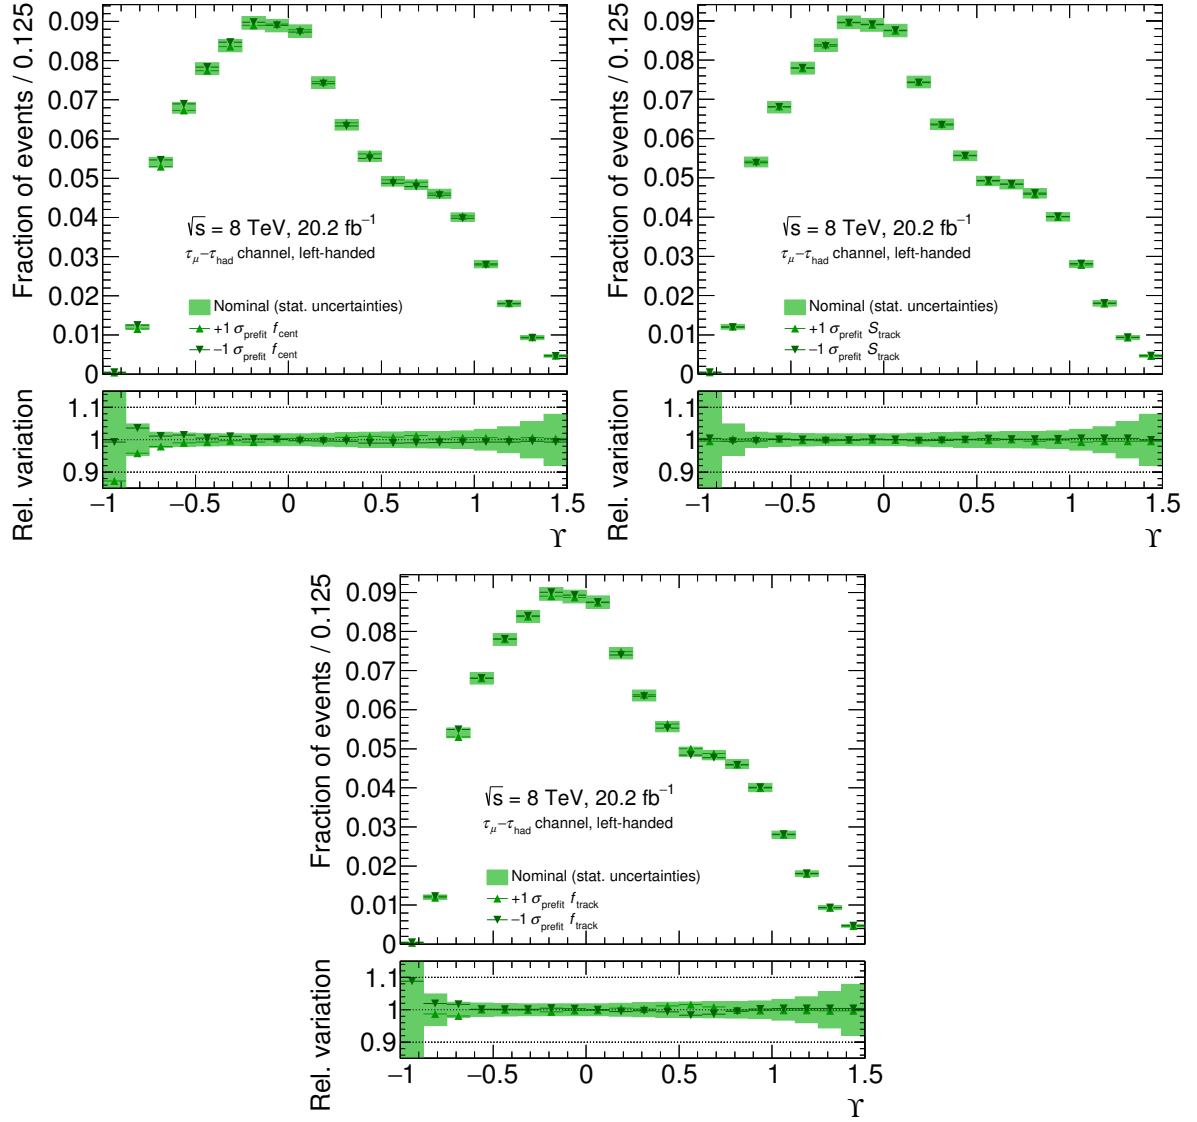 Fraction of events / 0.125
0.09
0.08
0.07
0.06
0.05
0.04
0.03
0.02
0.01
0
√s = 8 TeV, 20.2 fb⁻¹
τμ−τhad channel, left-handed
Nominal (stat. uncertainties)
+1 σprefit fcent
−1 σprefit fcent
Rel. variation
1.1
1
0.9
−1 −0.5 0 0.5 1 1.5
ϒ
Fraction of events / 0.125
0.09
0.08
0.07
0.06
0.05
0.04
0.03
0.02
0.01
0
√s = 8 TeV, 20.2 fb⁻¹
τμ−τhad channel, left-handed
Nominal (stat. uncertainties)
+1 σprefit Strack
−1 σprefit Strack
Rel. variation
1.1
1
0.9
−1 −0.5 0 0.5 1 1.5
ϒ
Fraction of events / 0.125
0.09
0.08
0.07
0.06
0.05
0.04
0.03
0.02
0.01
0
√s = 8 TeV, 20.2 fb⁻¹
τμ−τhad channel, left-handed
Nominal (stat. uncertainties)
+1 σprefit ftrack
−1 σprefit ftrack
Rel. variation
1.1
1
0.9
−1 −0.5 0 0.5 1 1.5
ϒ